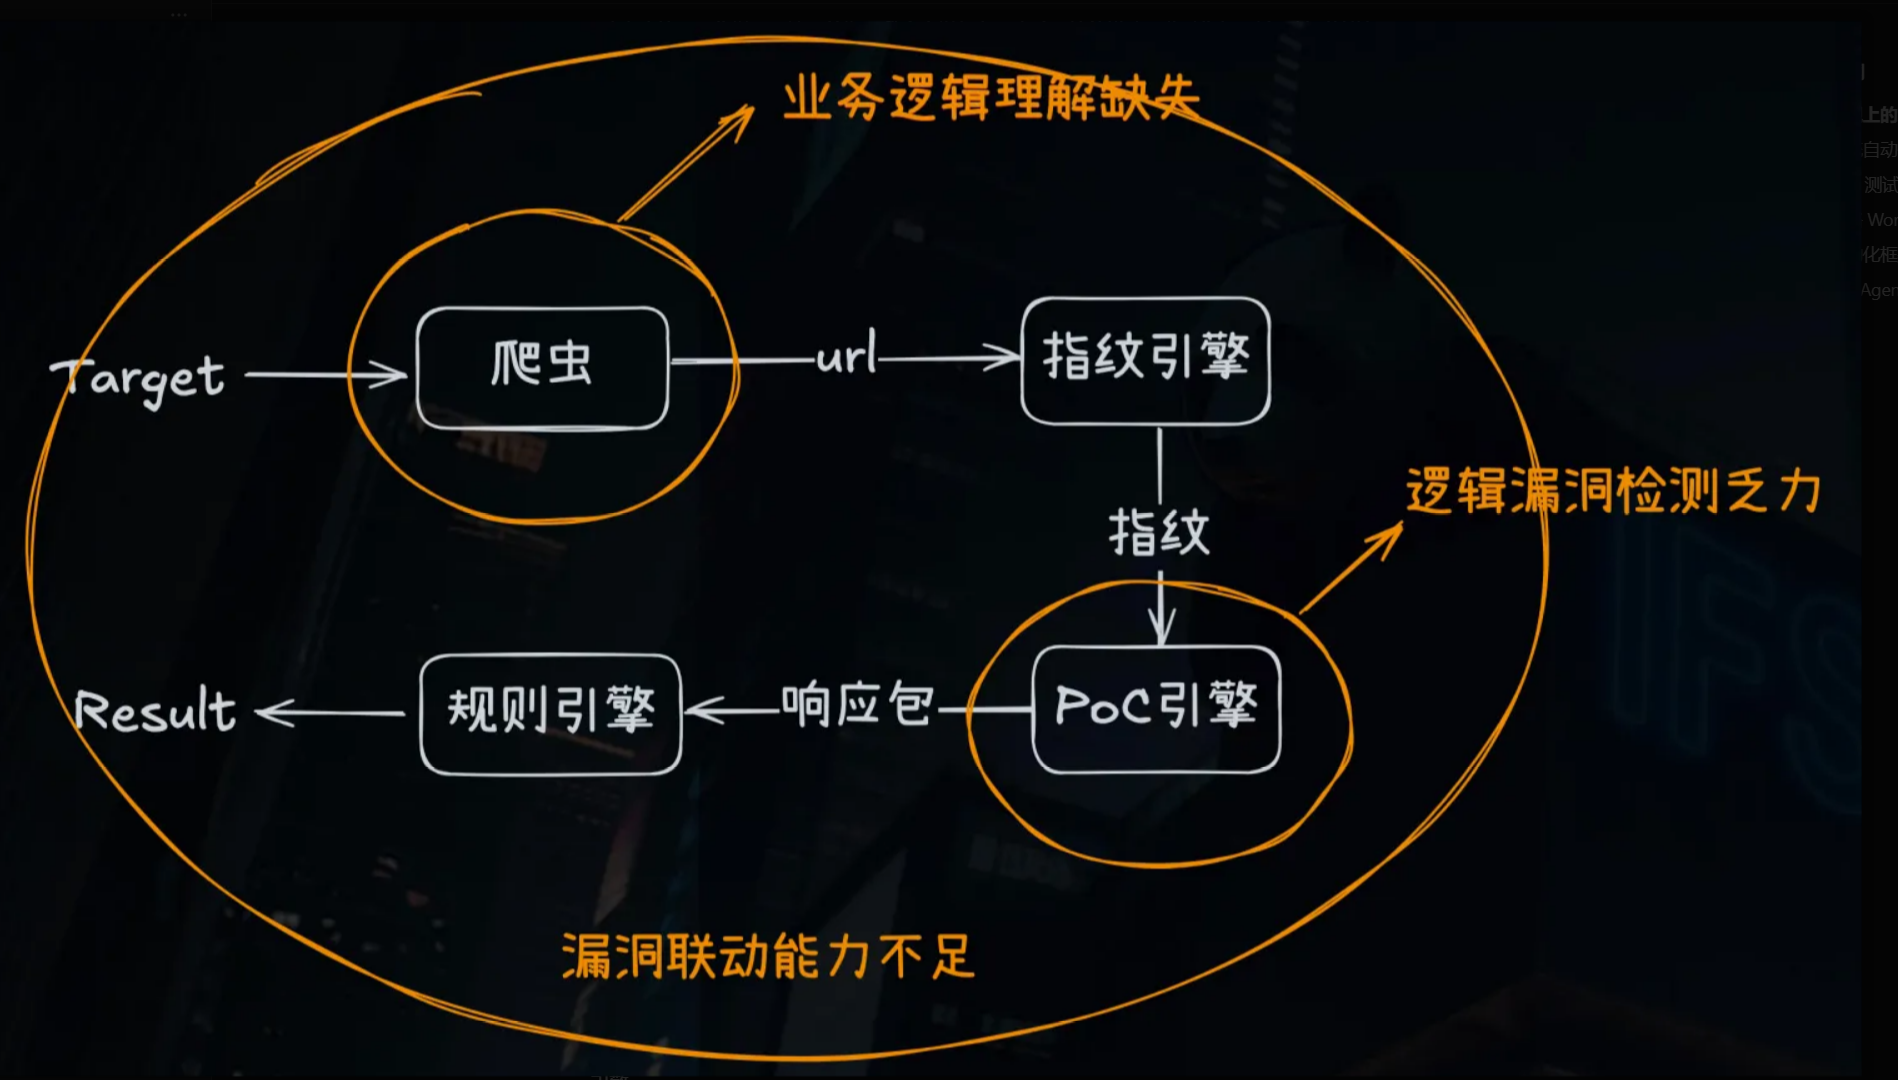 ...
业务逻辑理解缺失
上的
自动
测试
Wor
化框
Agen
Target
爬虫
url
指纹引擎
逻辑漏洞检测乏力
指纹
Result
规则引擎
响应包
PoC引擎
漏洞联动能力不足